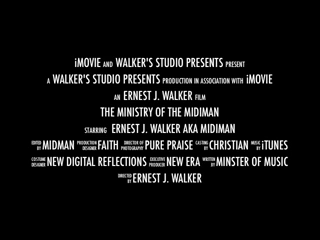 iMOVIE AND WALKER'S STUDIO PRESENTS PRESENT
A WALKER'S STUDIO PRESENTS PRODUCTION IN ASSOCIATION WITH iMOVIE
AN ERNEST J. WALKER FILM
THE MINISTRY OF THE MIDIMAN
STARRING ERNEST J. WALKER AKA MIDIMAN
EDITED BY MIDMAN PRODUCTION DESIGNER FAITH DIRECTOR OF PHOTOGRAPHY PURE PRAISE CASTING BY CHRISTIAN MUSIC BY iTUNES
COSTUME DESIGNER NEW DIGITAL REFLECTIONS EXECUTIVE PRODUCER NEW ERA WRITTEN BY MINSTER OF MUSIC
DIRECTED BY ERNEST J. WALKER